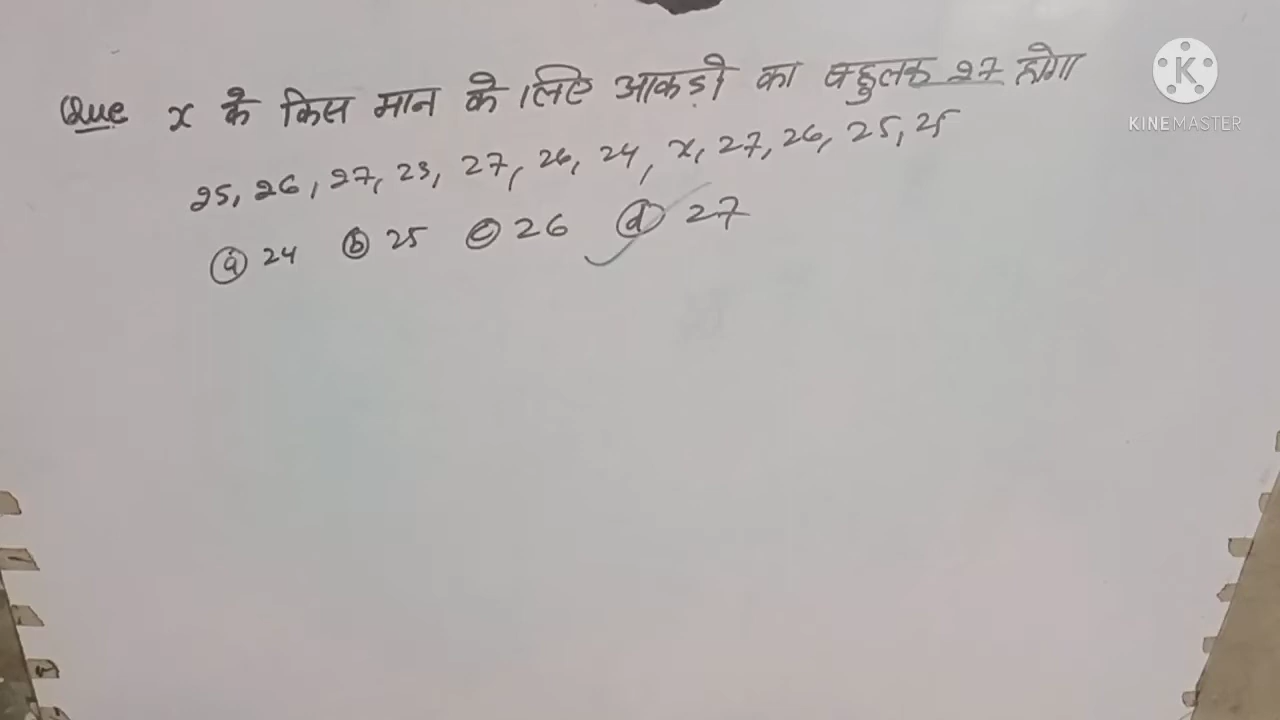 Que x के किस मान के लिए आकड़ो का बहुलक 27 होगा
25, 26, 27, 23, 27, 26, 24, x, 27, 26, 25, 25
ⓐ 24 ⓑ 25 ⓒ 26 ⓓ 27
K
KINEMASTER